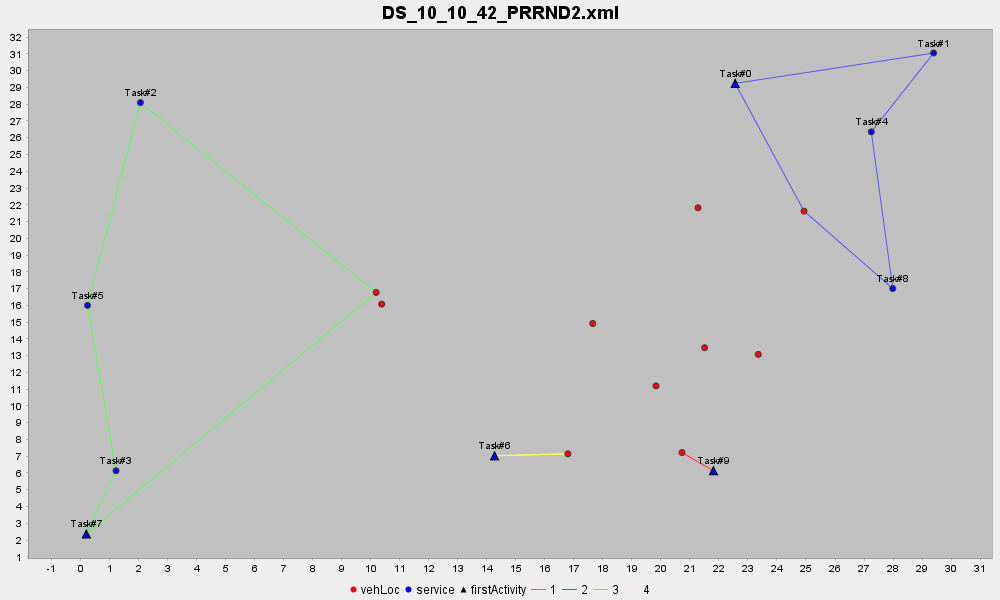 DS_10_10_42_PRRND2.xml
32
31
30
29
28
27
26
25
24
23
22
21
20
19
18
17
16
15
14
13
12
11
10
9
8
7
6
5
4
3
2
1
Task#1
Task#0
Task#2
Task#4
Task#8
Task#5
Task#6
Task#3
Task#9
Task#7
-1 0 1 2 3 4 5 6 7 8 9 10 11 12 13 14 15 16 17 18 19 20 21 22 23 24 25 26 27 28 29 30 31
vehLoc service firstActivity 1 2 3 4